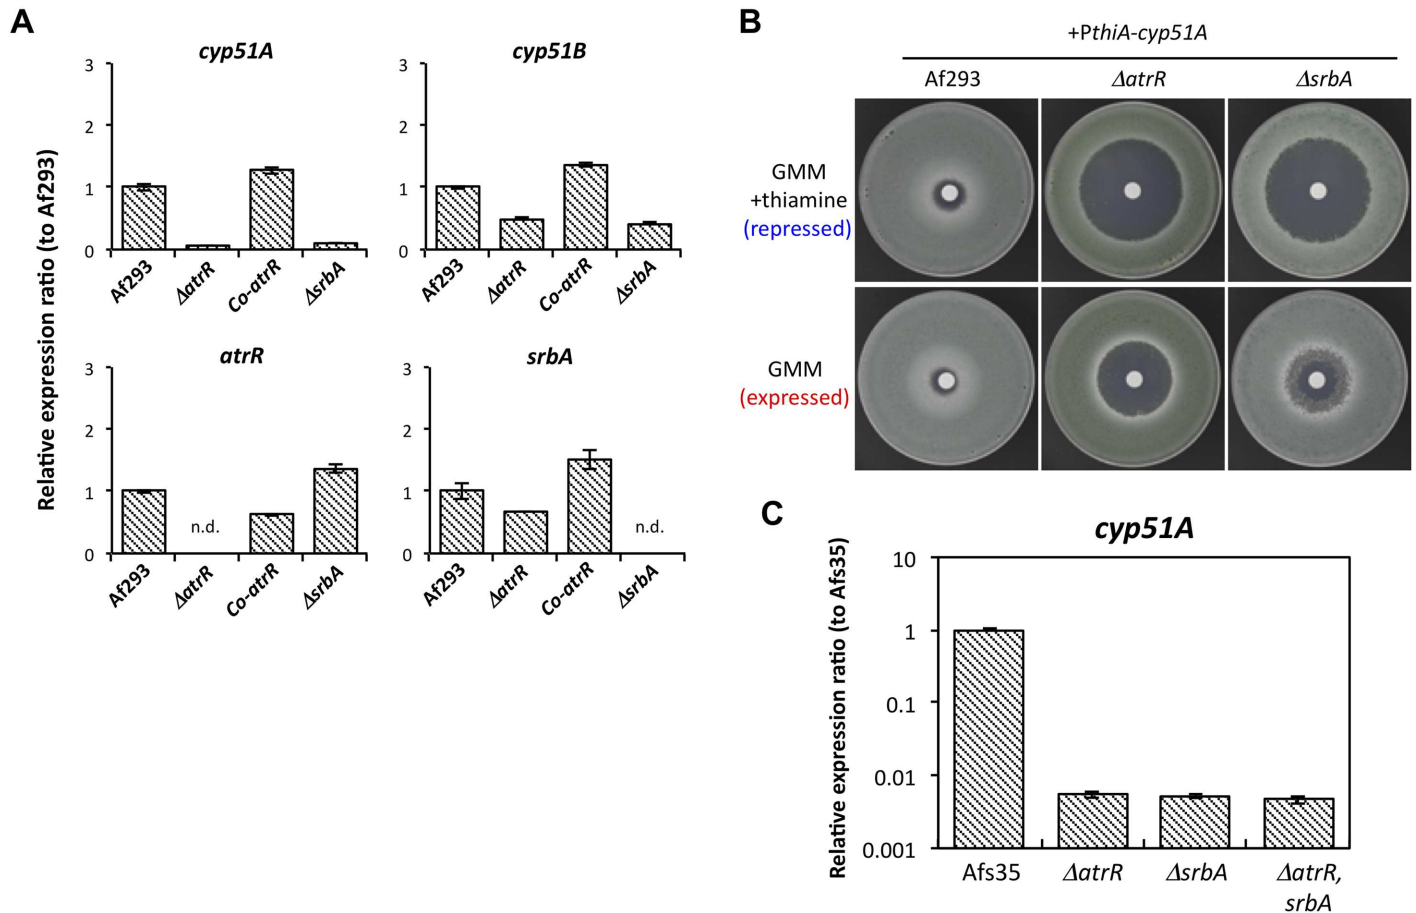 A
Relative expression ratio (to Af293)
cyp51A
3
2
1
0
Af293
ΔatrR
Co-atrR
ΔsrbA
cyp51B
3
2
1
0
Af293
ΔatrR
Co-atrR
ΔsrbA
atrR
3
2
1
0
n.d.
Af293
ΔatrR
Co-atrR
ΔsrbA
srbA
3
2
1
0
n.d.
Af293
ΔatrR
Co-atrR
ΔsrbA
B
+PthiA-cyp51A
Af293
ΔatrR
ΔsrbA
GMM
+thiamine
(repressed)
GMM
(expressed)
C
cyp51A
Relative expression ratio (to Afs35)
10
1
0.1
0.01
0.001
Afs35
ΔatrR
ΔsrbA
ΔatrR,
srbA